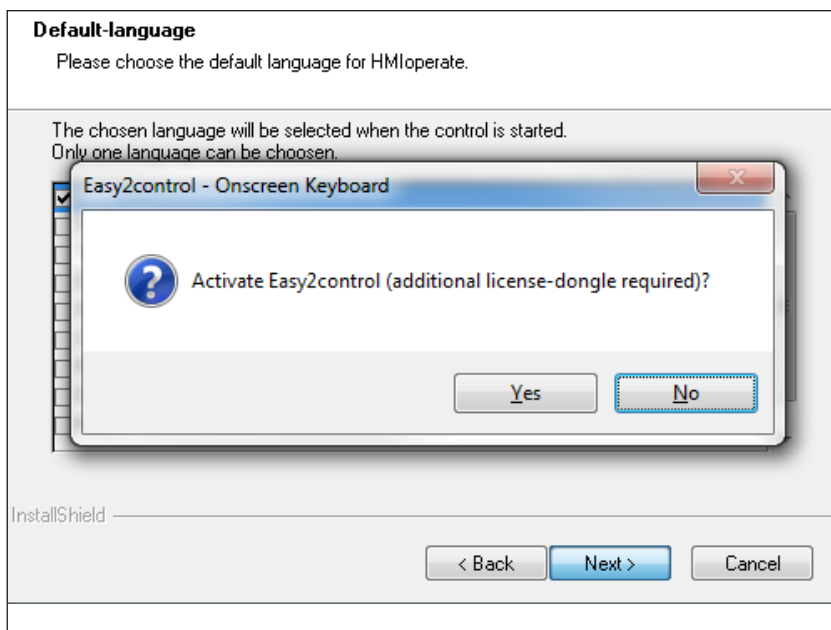 Default-language
Please choose the default language for HMIoperate.
The chosen language will be selected when the control is started.
Only one language can be choosen.
Easy2control - Onscreen Keyboard
Activate Easy2control (additional license-dongle required)?
Yes No
InstallShield
< Back Next > Cancel